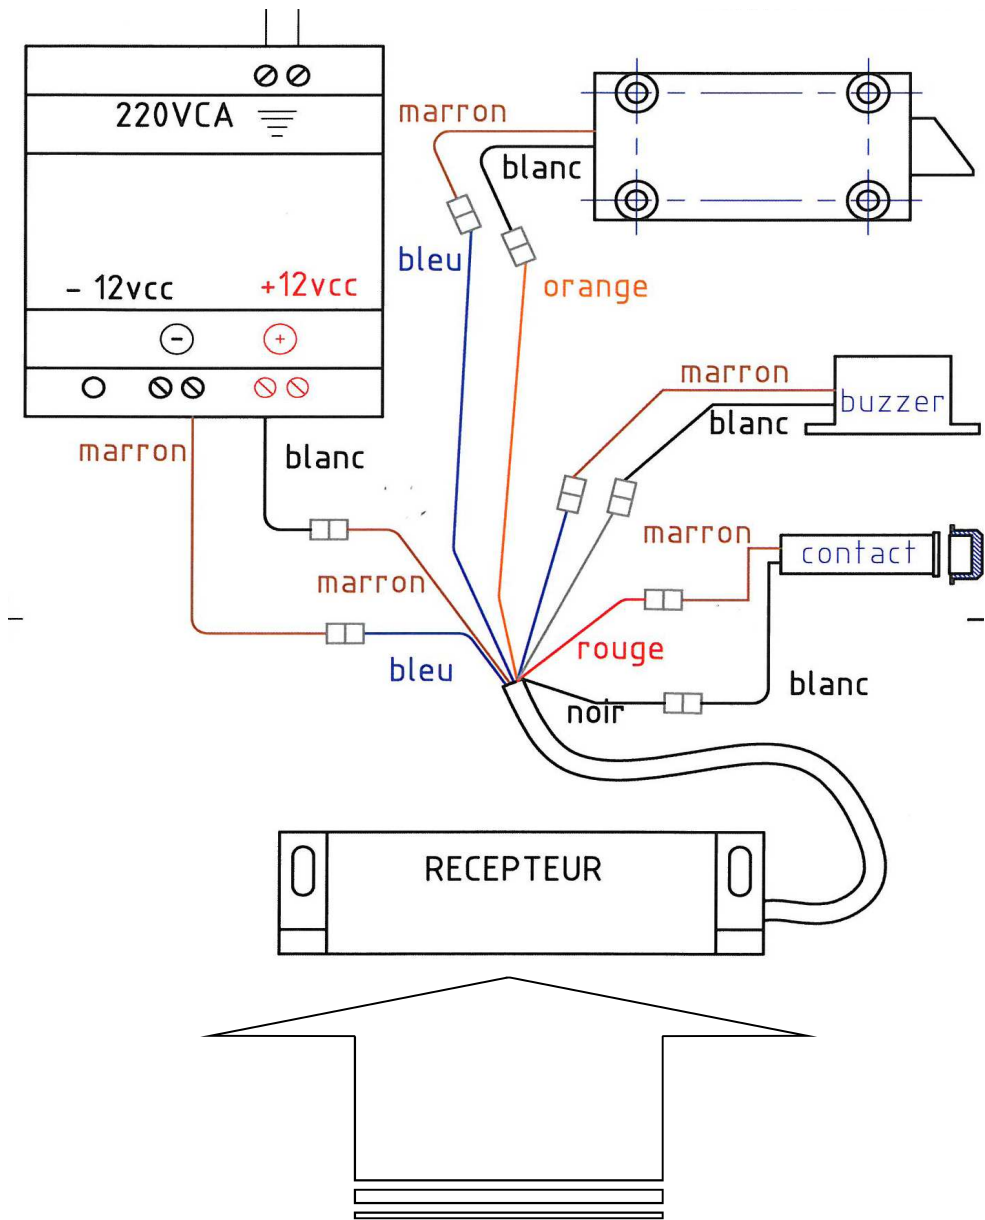 220VCA
- 12vcc
+12vcc
-
+
marron
blanc
marron
bleu
marron
blanc
bleu
orange
marron
blanc
buzzer
marron
contact
rouge
blanc
noir
RECEPTEUR